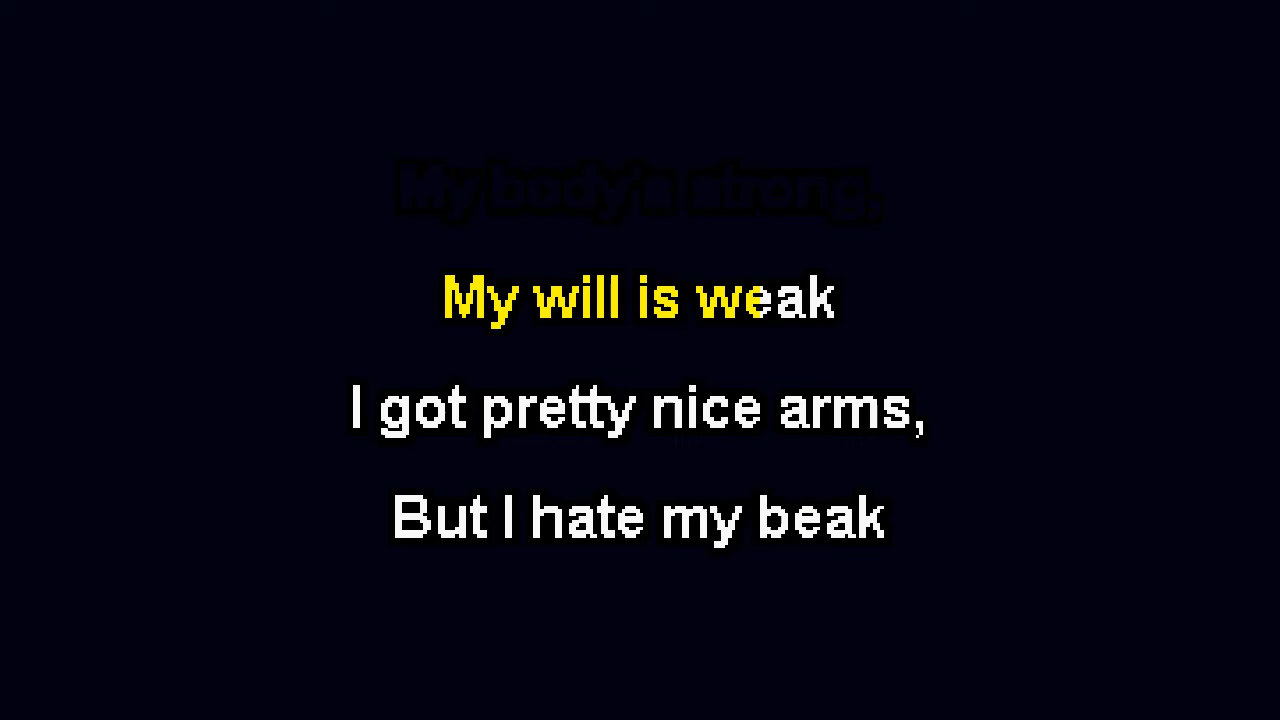 My body's strong,
My will is weak
I got pretty nice arms,
But I hate my beak